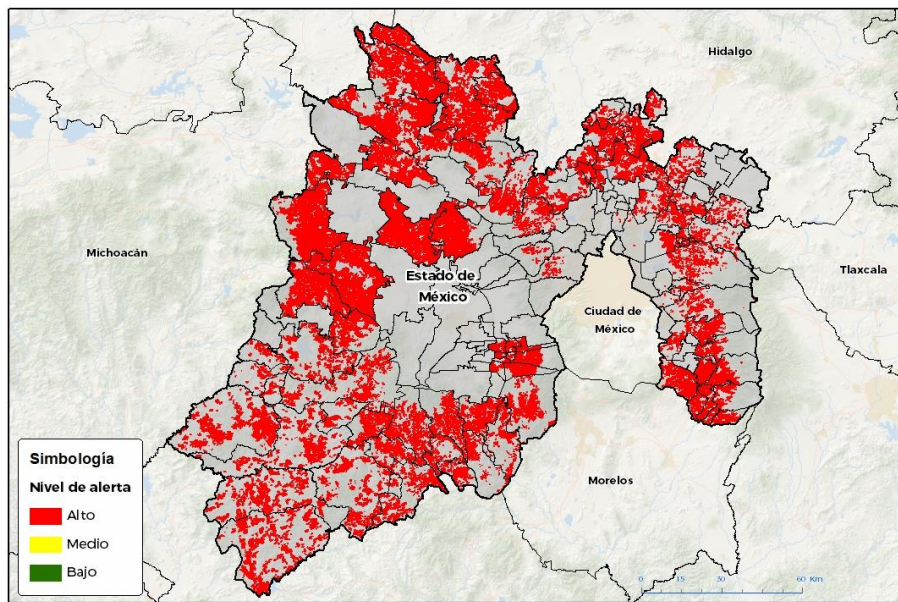 Hidalgo
Michoacán
Tlaxcala
Estado de
México
Ciudad de
México
Morelos
Simbología
Nivel de alerta
Alto
Medio
Bajo
0 15 30 60 Km